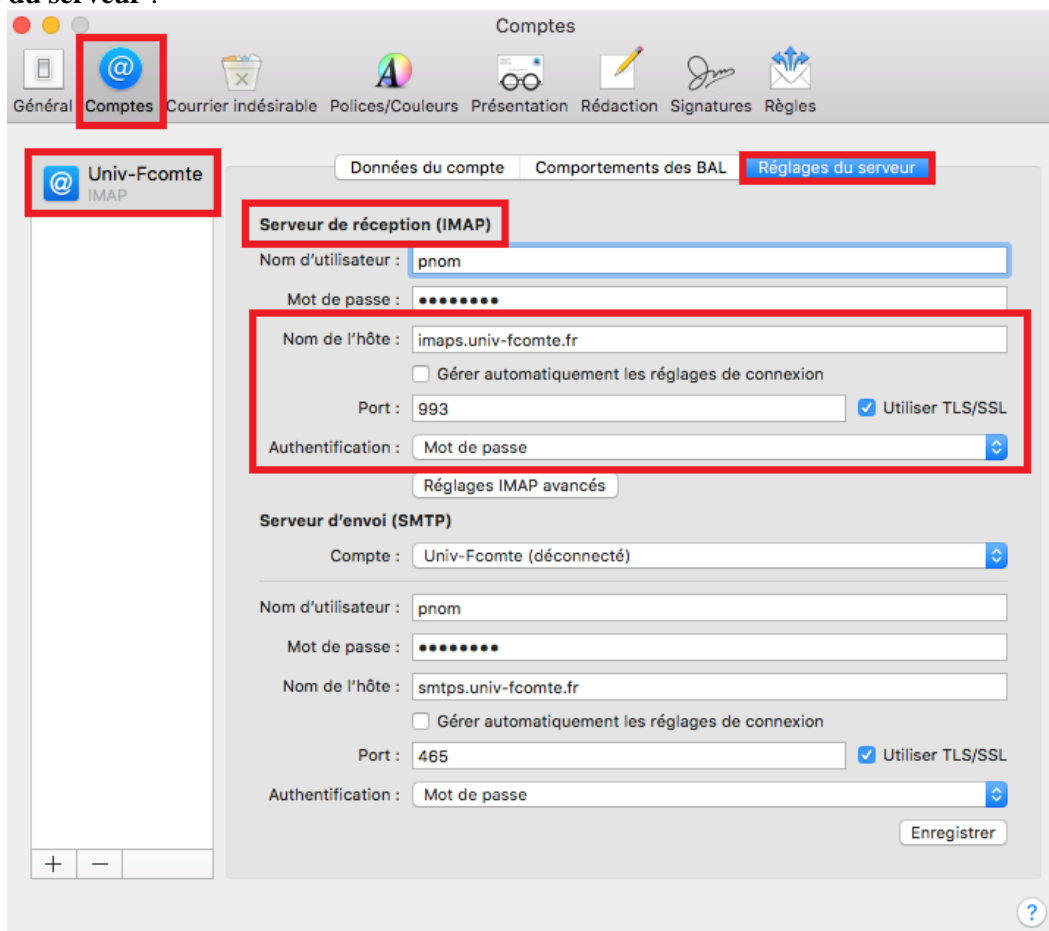 du serveur :
Comptes
Général Comptes Courrier indésirable Polices/Couleurs Présentation Rédaction Signatures Règles
Univ-Fcomte
IMAP
Données du compte Comportements des BAL Réglages du serveur
Serveur de réception (IMAP)
Nom d'utilisateur : pnom
Mot de passe : ••••••••
Nom de l'hôte : imaps.univ-fcomte.fr
Gérer automatiquement les réglages de connexion
Port : 993 Utiliser TLS/SSL
Authentification : Mot de passe
Réglages IMAP avancés
Serveur d'envoi (SMTP)
Compte : Univ-Fcomte (déconnecté)
Nom d'utilisateur : pnom
Mot de passe : ••••••••
Nom de l'hôte : smtps.univ-fcomte.fr
Gérer automatiquement les réglages de connexion
Port : 465 Utiliser TLS/SSL
Authentification : Mot de passe
Enregistrer
+ −
?